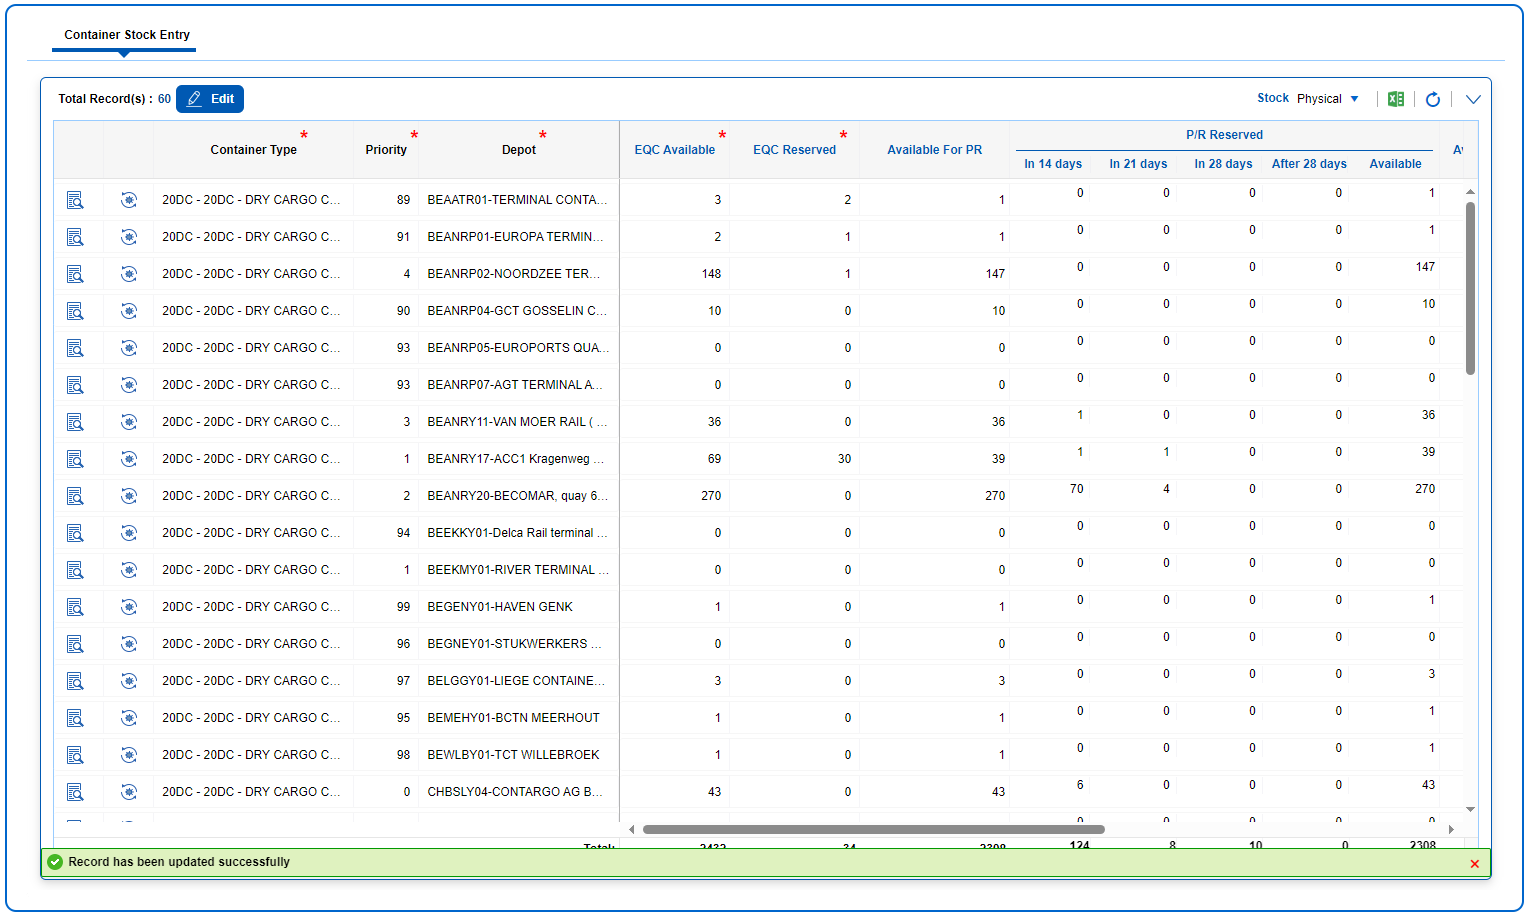 Container Stock Entry
Total Record(s) : 60 Edit Stock Physical
Container Type * Priority * Depot * EQC Available * EQC Reserved * Available For PR P/R Reserved
In 14 days In 21 days In 28 days After 28 days Available
20DC - 20DC - DRY CARGO C... 89 BEAATR01-TERMINAL CONTA... 3 2 1 0 0 0 0 1
20DC - 20DC - DRY CARGO C... 91 BEANRP01-EUROPA TERMIN... 2 1 1 0 0 0 0 1
20DC - 20DC - DRY CARGO C... 4 BEANRP02-NOORDZEE TER... 148 1 147 0 0 0 0 147
20DC - 20DC - DRY CARGO C... 90 BEANRP04-GCT GOSSELIN C... 10 0 10 0 0 0 0 10
20DC - 20DC - DRY CARGO C... 93 BEANRP05-EUROPORTS QUA... 0 0 0 0 0 0 0 0
20DC - 20DC - DRY CARGO C... 93 BEANRP07-AGT TERMINAL A... 0 0 0 0 0 0 0 0
20DC - 20DC - DRY CARGO C... 3 BEANRY11-VAN MOER RAIL ( ... 36 0 36 1 0 0 0 36
20DC - 20DC - DRY CARGO C... 1 BEANRY17-ACC1 Kragenweg ... 69 30 39 1 1 0 0 39
20DC - 20DC - DRY CARGO C... 2 BEANRY20-BECOMAR, quay 6... 270 0 270 70 4 0 0 270
20DC - 20DC - DRY CARGO C... 94 BEEKKY01-Delca Rail terminal ... 0 0 0 0 0 0 0 0
20DC - 20DC - DRY CARGO C... 1 BEEKMY01-RIVER TERMINAL ... 0 0 0 0 0 0 0 0
20DC - 20DC - DRY CARGO C... 99 BEGENY01-HAVEN GENK 1 0 1 0 0 0 0 1
20DC - 20DC - DRY CARGO C... 96 BEGNEY01-STUKWERKERS ... 0 0 0 0 0 0 0 0
20DC - 20DC - DRY CARGO C... 97 BELGGY01-LIEGE CONTAINE... 3 0 3 0 0 0 0 3
20DC - 20DC - DRY CARGO C... 95 BEMEHY01-BCTN MEERHOUT 1 0 1 0 0 0 0 1
20DC - 20DC - DRY CARGO C... 98 BEWLBY01-TCT WILLEBROEK 1 0 1 0 0 0 0 1
20DC - 20DC - DRY CARGO C... 0 CHBSLY04-CONTARGO AG B... 43 0 43 6 0 0 0 43
Total: 2432 34 2398 124 8 10 0 2308
Record has been updated successfully